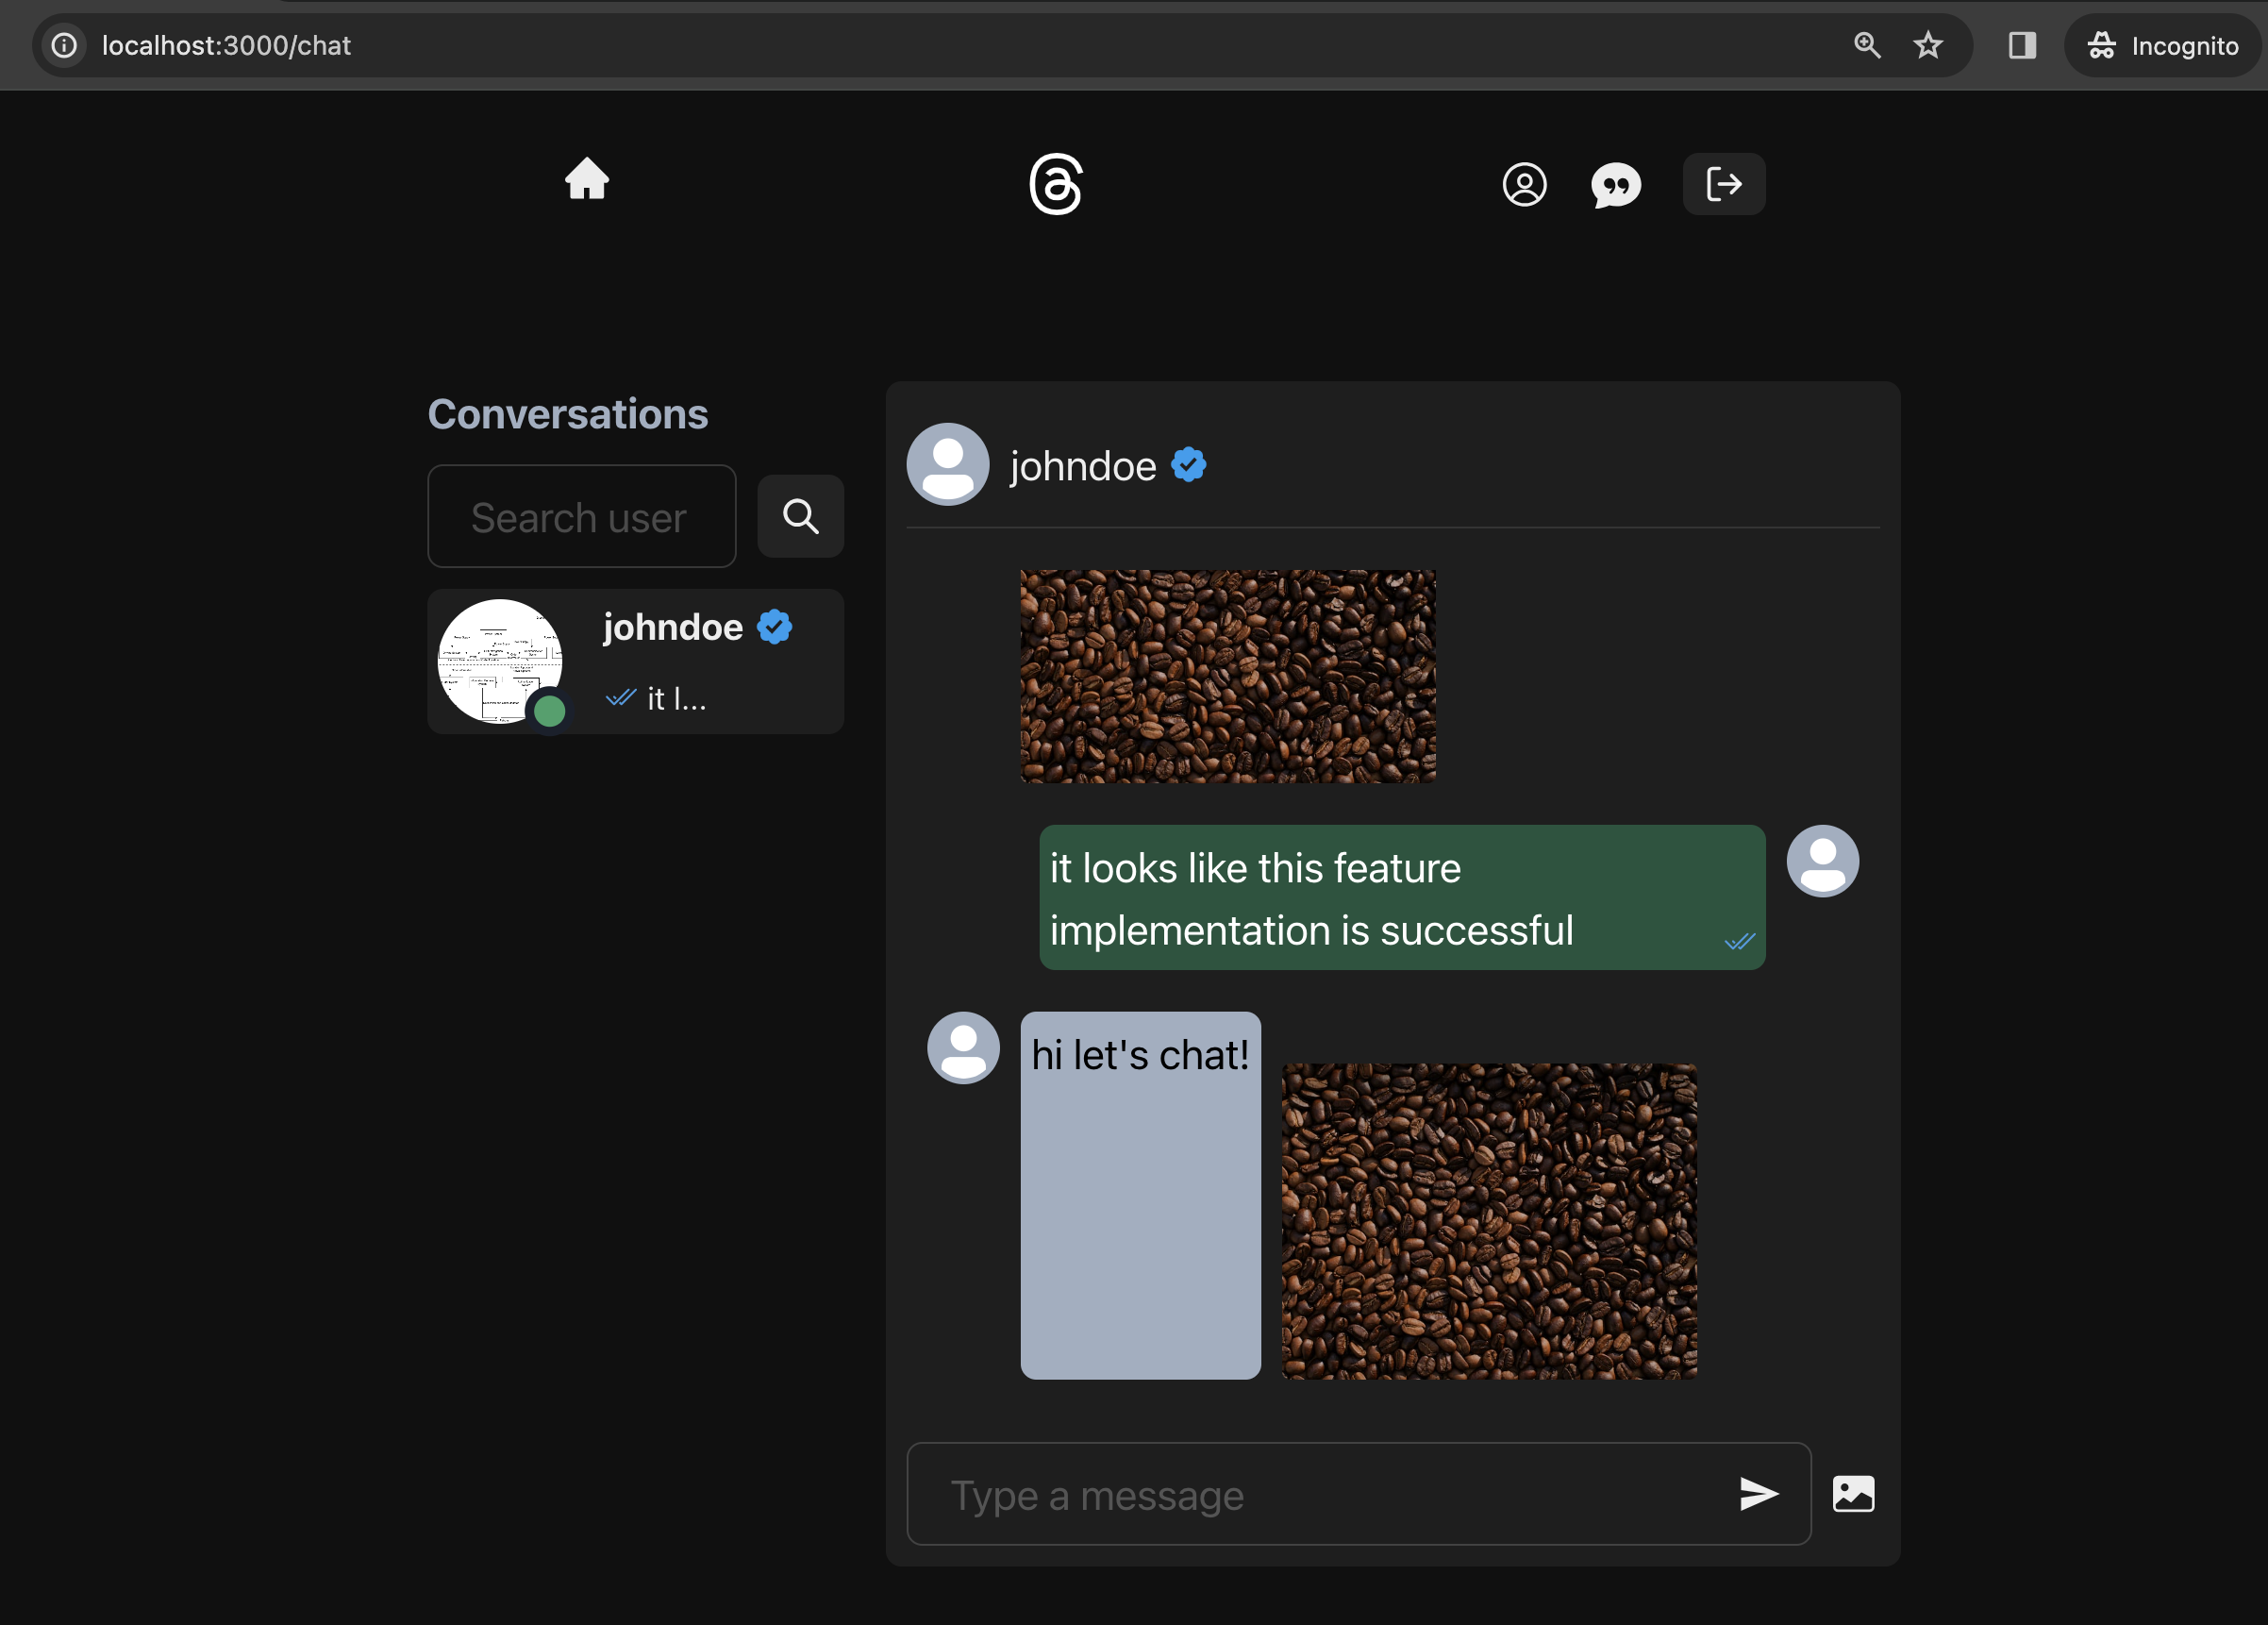 localhost:3000/chat
Incognito
Conversations
Search user
johndoe
it l...
johndoe
it looks like this feature
implementation is successful
hi let's chat!
Type a message